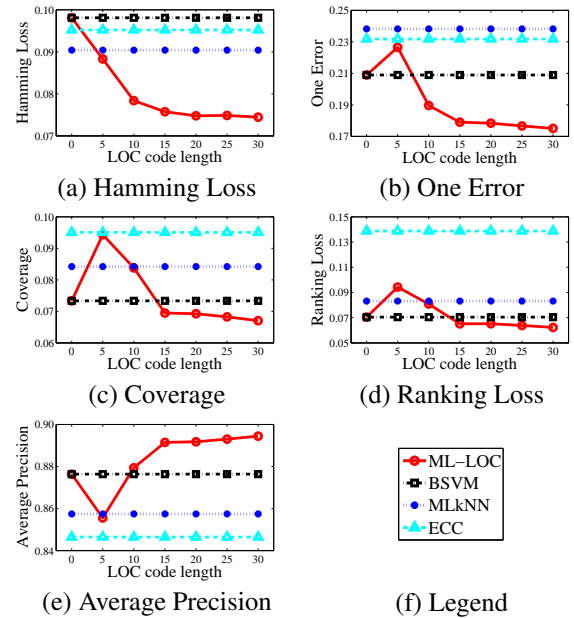 Hamming Loss
0.10
0.09
0.08
0.07
0 5 10 15 20 25 30
LOC code length
(a) Hamming Loss
One Error
0.25
0.23
0.21
0.19
0.17
0 5 10 15 20 25 30
LOC code length
(b) One Error
Coverage
0.10
0.09
0.08
0.07
0.06
0 5 10 15 20 25 30
LOC code length
(c) Coverage
Ranking Loss
0.15
0.13
0.11
0.09
0.07
0.05
0 5 10 15 20 25 30
LOC code length
(d) Ranking Loss
Average Precision
0.90
0.88
0.86
0.84
0 5 10 15 20 25 30
LOC code length
(e) Average Precision
ML−LOC
BSVM
MLkNN
ECC
(f) Legend